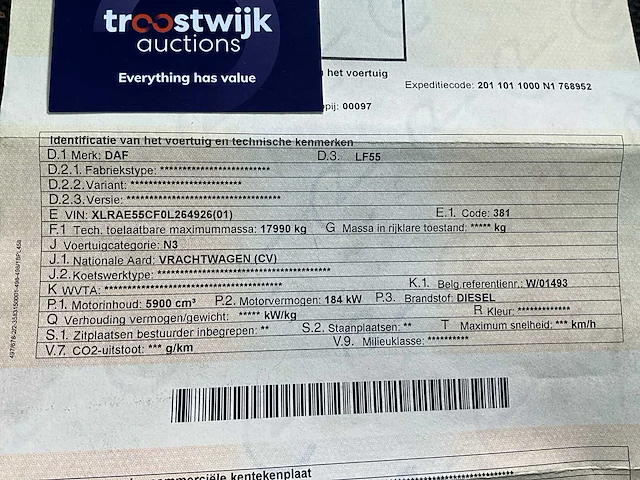 troostwijk
auctions
Everything has value
het voertuig
Expeditiecode: 201 101 1000 N1 768952
pij: 00097
Identificatie van het voertuig en technische kenmerken
D.1 Merk: DAF D.3. LF55
D.2.1. Fabriekstype: *************************
D.2.2. Variant: *************************
D.2.3. Versie: ***********************************
E VIN: XLRAE55CF0L264926(01) E.1. Code: 381
F.1 Tech. toelaatbare maximummassa: 17990 kg G Massa in rijklare toestand: ***** kg
J Voertuigcategorie: N3
J.1. Nationale Aard: VRACHTWAGEN (CV)
J.2. Koetswerktype: ***********************************
K WVTA: *********************************** K.1. Belg.referentienr.: W/01493
P.1. Motorinhoud: 5900 cm³ P.2. Motorvermogen: 184 kW P.3. Brandstof: DIESEL
Q Verhouding vermogen/gewicht: ***** kW/kg R Kleur: *************
S.1. Zitplaatsen bestuurder inbegrepen: ** S.2. Staanplaatsen: ** T Maximum snelheid: *** km/h
V.7. CO2-uitstoot: *** g/km V.9. Milieuklasse: **********
commerciële kentekenplaat